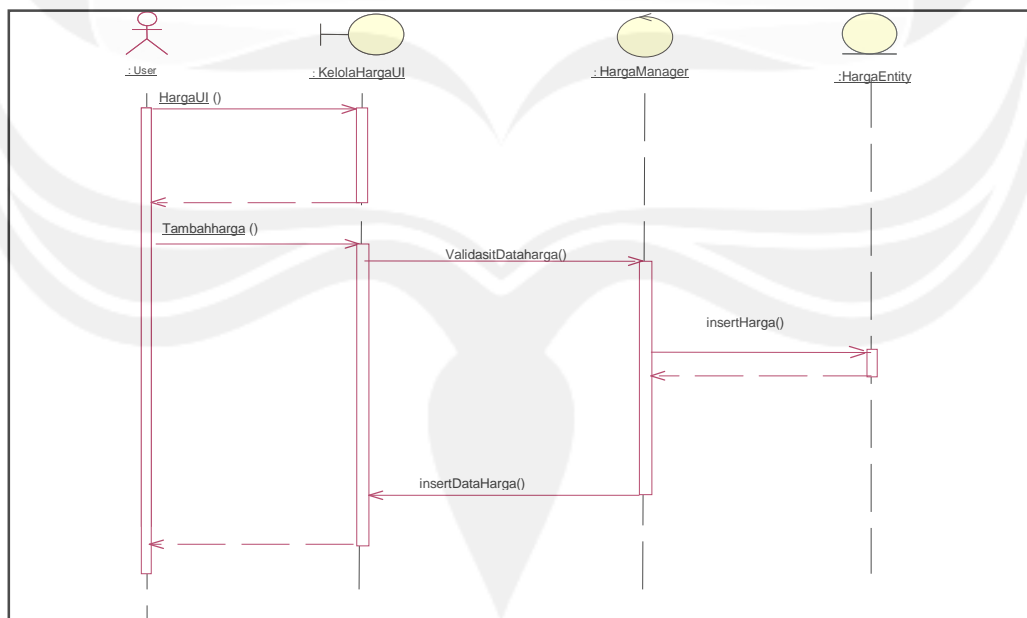 : User
: KelolaHargaUI
: HargaManager
:HargaEntity
HargaUI ()
Tambahharga ()
ValidasitDataharga()
insertHarga()
insertDataHarga()